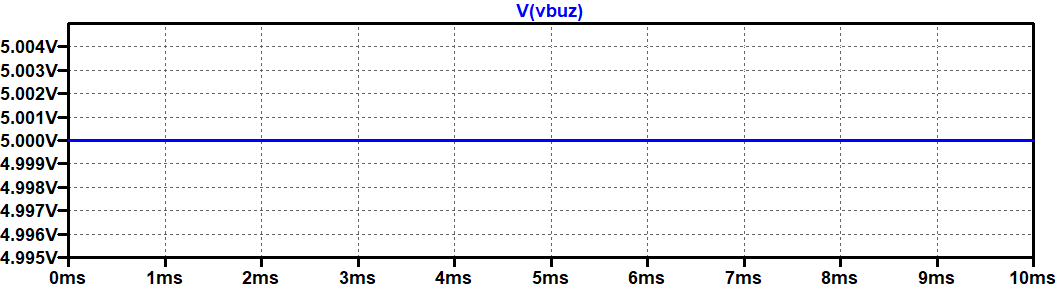 V(vbuz)
5.004V
5.003V
5.002V
5.001V
5.000V
4.999V
4.998V
4.997V
4.996V
4.995V
0ms 1ms 2ms 3ms 4ms 5ms 6ms 7ms 8ms 9ms 10ms